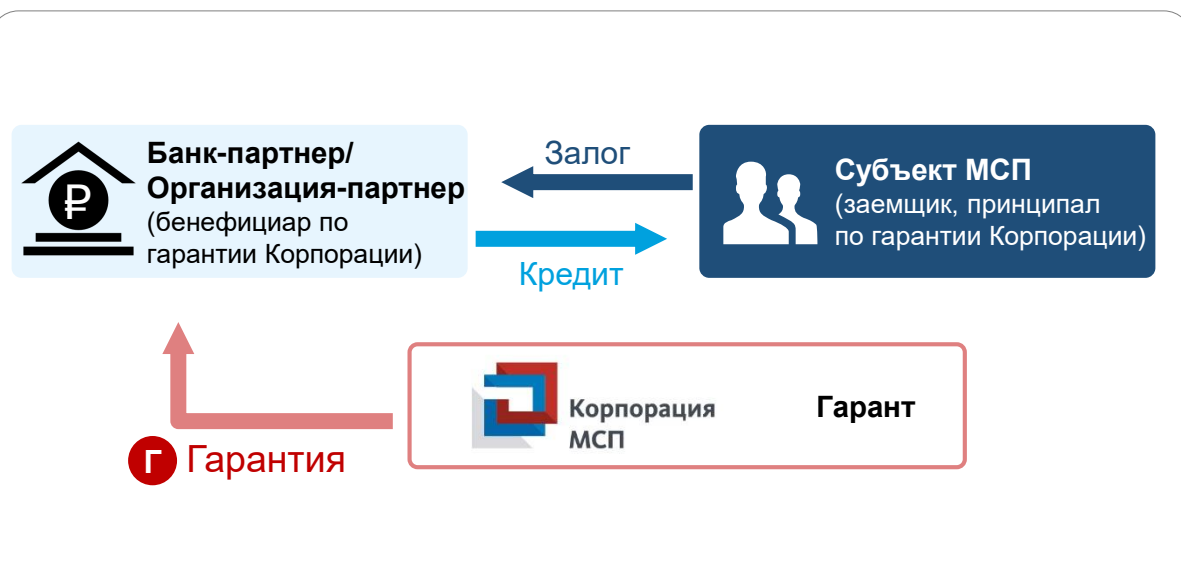 Банк-партнер/
Организация-партнер
(бенефициар по
гарантии Корпорации)
Залог
Кредит
Субъект МСП
(заемщик, принципал
по гарантии Корпорации)
Корпорация
МСП
Гарант
Г Гарантия